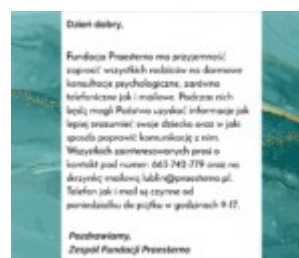 Dzień dobry,
Fundacja Praesterno ma przyjemność
zaprosić wszystkich rodziców na darmowe
konsultacje psychologiczne, zarówno
telefoniczne jak i mailowe. Podczas nich
będą mogli Państwo uzyskać informacje jak
lepiej zrozumieć swoje dziecko oraz w jaki
sposób poprawić komunikację z nim.
Wszystkich zainteresowanych prosi o
kontakt pod numer: 663-742-779 oraz na
skrzynkę mailową lublin@praesterno.pl.
Telefon jak i mail są czynne od
poniedziałku do piątku w godzinach 9-17.
Pozdrawiamy,
Zespół Fundacji Praesterno